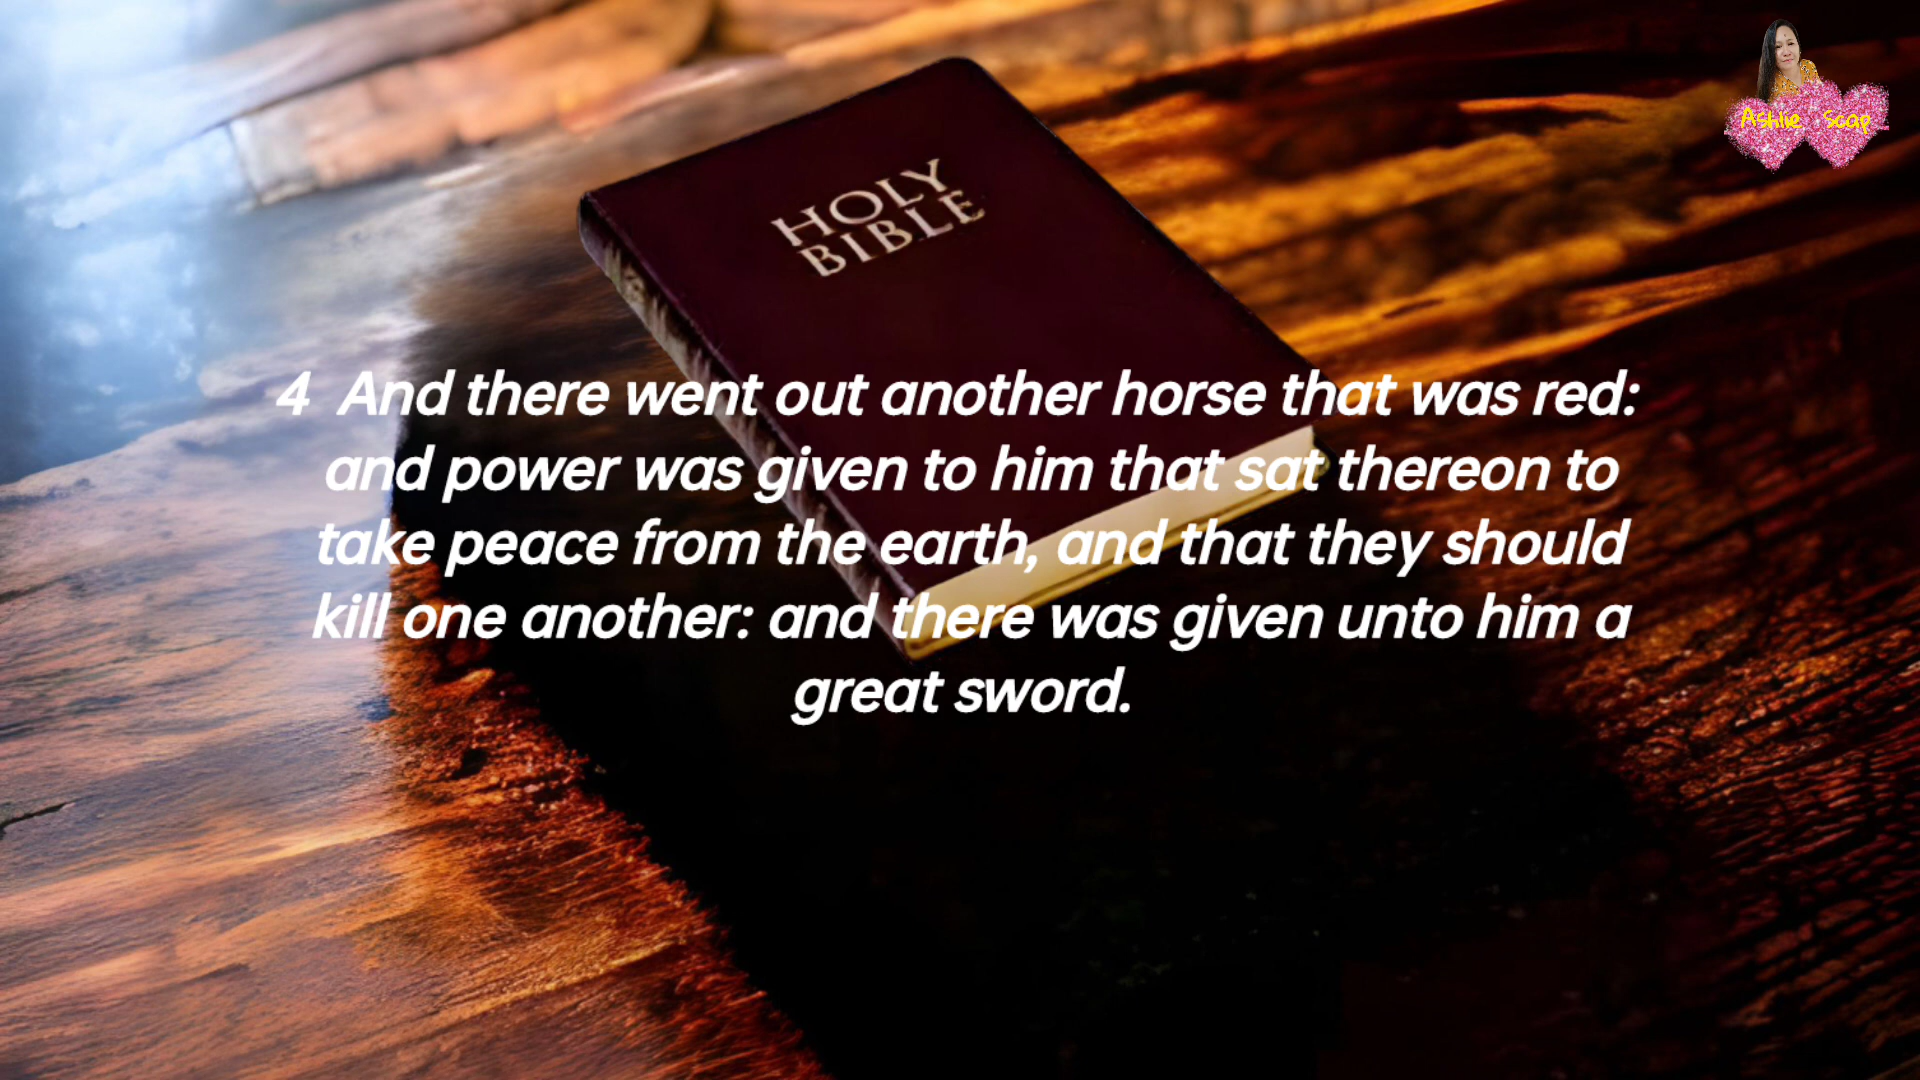 Ashlie Scap
HOLY
BIBLE
4 And there went out another horse that was red:
and power was given to him that sat thereon to
take peace from the earth, and that they should
kill one another: and there was given unto him a
great sword.